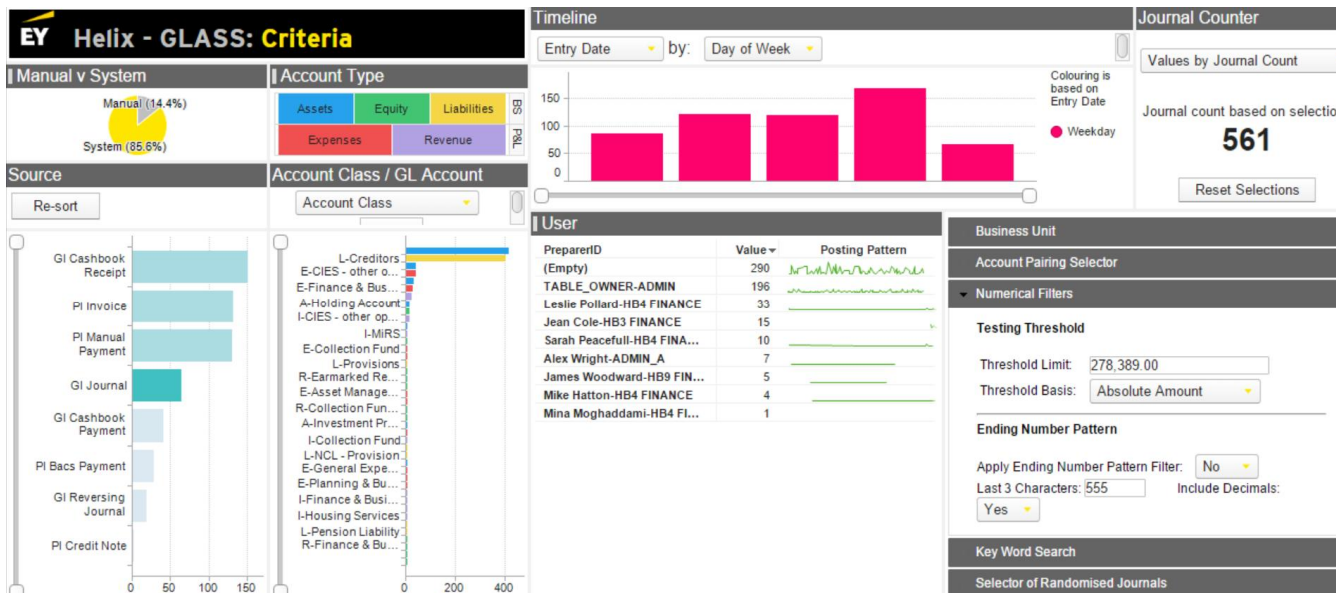 EY Helix - GLASS: Criteria
Manual v System
Manual (14.4%)
System (85.6%)
Account Type
Assets Equity Liabilities BS
Expenses Revenue P&L
Source
Re-sort
GI Cashbook
Receipt
PI Invoice
PI Manual
Payment
GI Journal
GI Cashbook
Payment
PI Bacs Payment
GI Reversing
Journal
PI Credit Note
0 50 100 150
Account Class / GL Account
Account Class
L-Creditors
E-CIES - other o...
E-Finance & Bus...
A-Holding Account
I-CIES - other op...
I-MiRS
E-Collection Fund
L-Provisions
R-Earmarked Re...
E-Asset Manage...
R-Collection Fun...
A-Investment Pr...
I-Collection Fund
L-NCL - Provision
E-General Expe...
E-Planning & Bu...
I-Finance & Busi...
I-Housing Services
L-Pension Liability
R-Finance & Bu...
0 200 400
Timeline
Entry Date by: Day of Week
150
100
50
0
Colouring is
based on
Entry Date
Weekday
Journal Counter
Values by Journal Count
Journal count based on selectio
561
Reset Selections
User
PreparerID Value Posting Pattern
(Empty) 290
TABLE_OWNER-ADMIN 196
Leslie Pollard-HB4 FINANCE 33
Jean Cole-HB3 FINANCE 15
Sarah Peacefull-HB4 FINA... 10
Alex Wright-ADMIN_A 7
James Woodward-HB9 FIN... 5
Mike Hatton-HB4 FINANCE 4
Mina Moghaddami-HB4 FI... 1
Business Unit
Account Pairing Selector
Numerical Filters
Testing Threshold
Threshold Limit: 278,389.00
Threshold Basis: Absolute Amount
Ending Number Pattern
Apply Ending Number Pattern Filter: No
Last 3 Characters: 555 Include Decimals:
Yes
Key Word Search
Selector of Randomised Journals